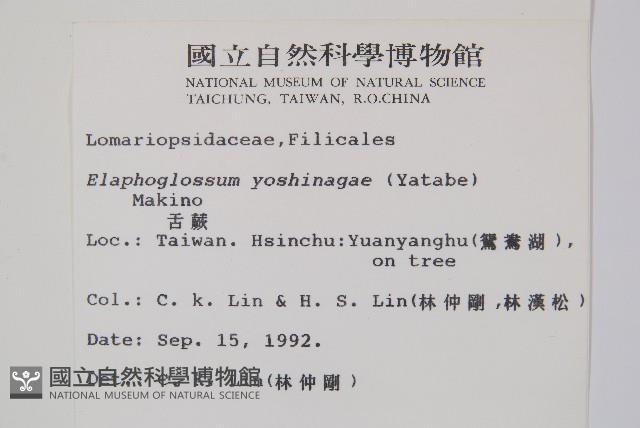 國立自然科學博物館
NATIONAL MUSEUM OF NATURAL SCIENCE
TAICHUNG, TAIWAN, R.O.CHINA
Lomariopsidaceae,Filicales
Elaphoglossum yoshinagae (Yatabe)
Makino
舌蕨
Loc.: Taiwan. Hsinchu:Yuanyanghu(鴛鴦湖),
on tree
Col.: C. k. Lin & H. S. Lin(林仲剛,林漢松)
Date: Sep. 15, 1992.
Det.: C. k. Lin(林仲剛)
國立自然科學博物館
NATIONAL MUSEUM OF NATURAL SCIENCE